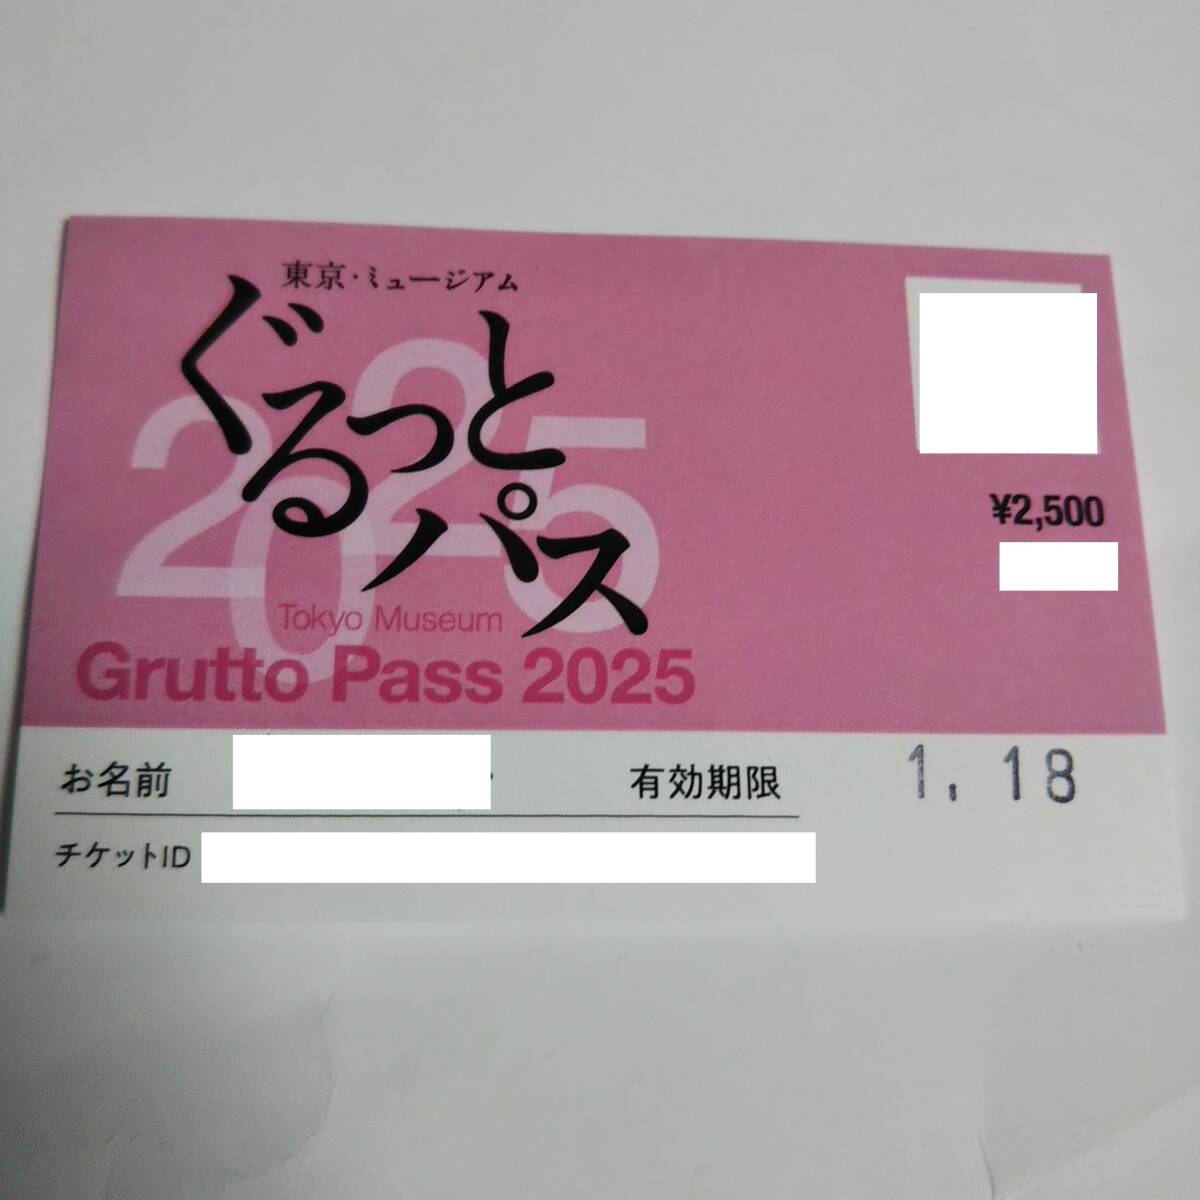 東京・ミュージアム
ぐるっと
パス
2025
Tokyo Museum
Grutto Pass 2025
¥2,500
お名前
有効期限 1. 18
チケットID